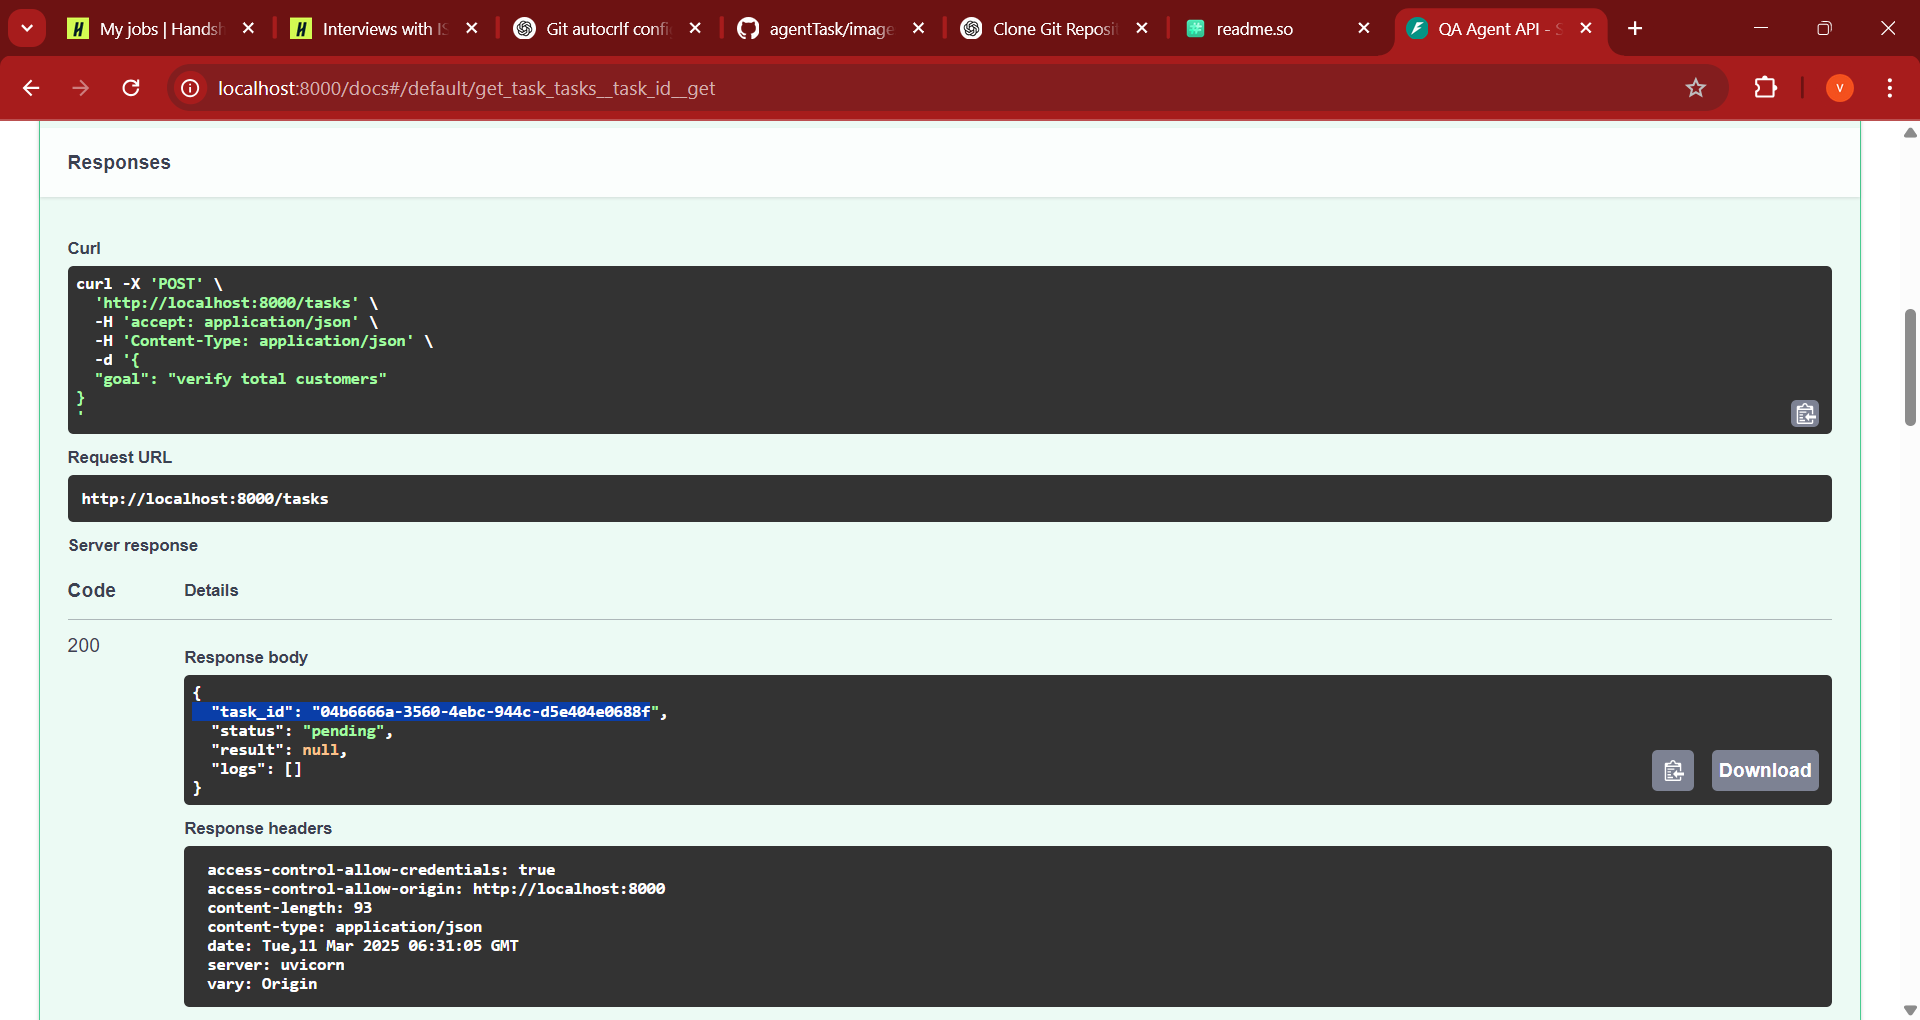 My jobs | Handsh
Interviews with IS
Git autocrlf confi
agentTask/image
Clone Git Reposit
readme.so
QA Agent API - S
localhost:8000/docs#/default/get_task_tasks__task_id__get
V
Responses
Curl
curl -X 'POST' \
'http://localhost:8000/tasks' \
-H 'accept: application/json' \
-H 'Content-Type: application/json' \
-d '{
"goal": "verify total customers"
}
'
Request URL
http://localhost:8000/tasks
Server response
Code Details
200
Response body
{
"task_id": "04b6666a-3560-4ebc-944c-d5e404e0688f",
"status": "pending",
"result": null,
"logs": []
}
Download
Response headers
access-control-allow-credentials: true
access-control-allow-origin: http://localhost:8000
content-length: 93
content-type: application/json
date: Tue,11 Mar 2025 06:31:05 GMT
server: uvicorn
vary: Origin